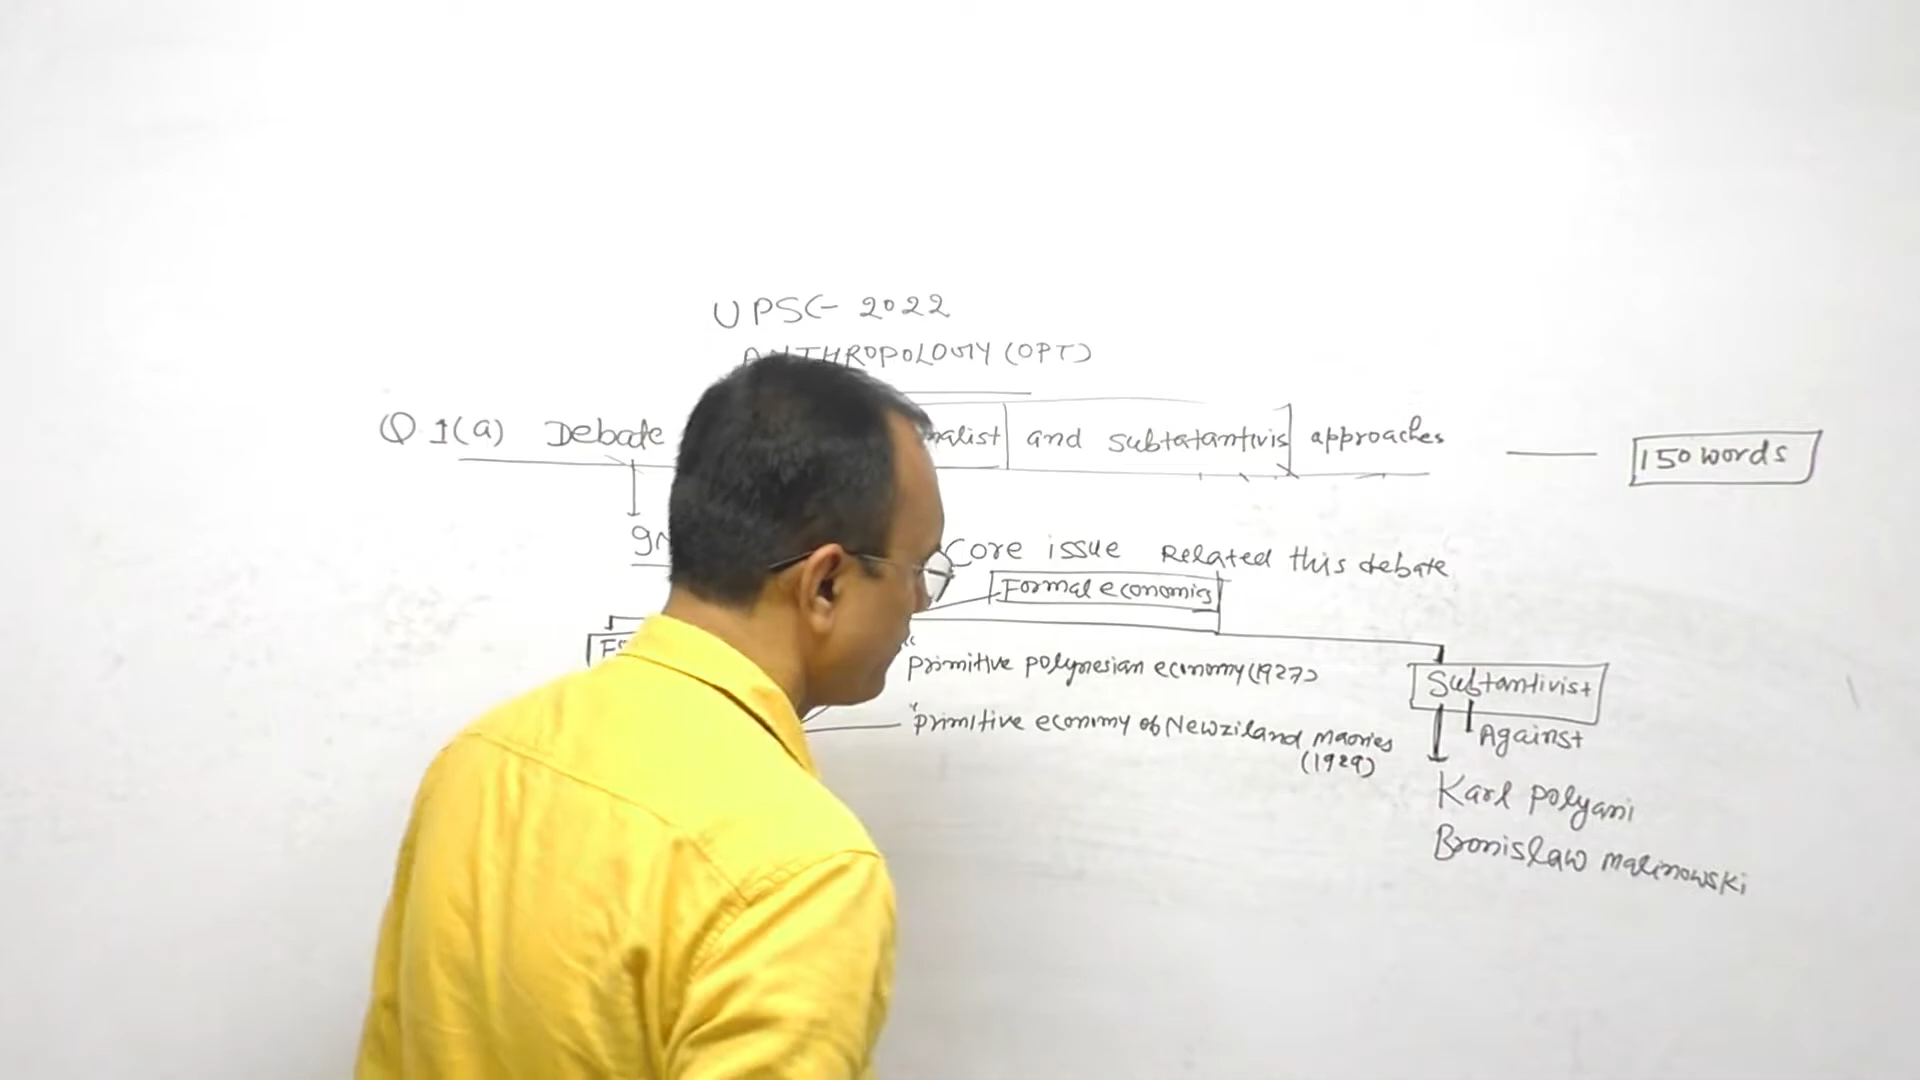 UPSC 2022
ANTHROPOLOGY (OPT)
Q 1(a) Debate nalist and subtatantivis approaches
150 words
Core issue Related this debate
Formal economics
primitive polynesian economy (1927)
Subtantivist
"primitive economy of Newziland maories
(1929)
Against
Karl polyani
Bronislaw malinowski